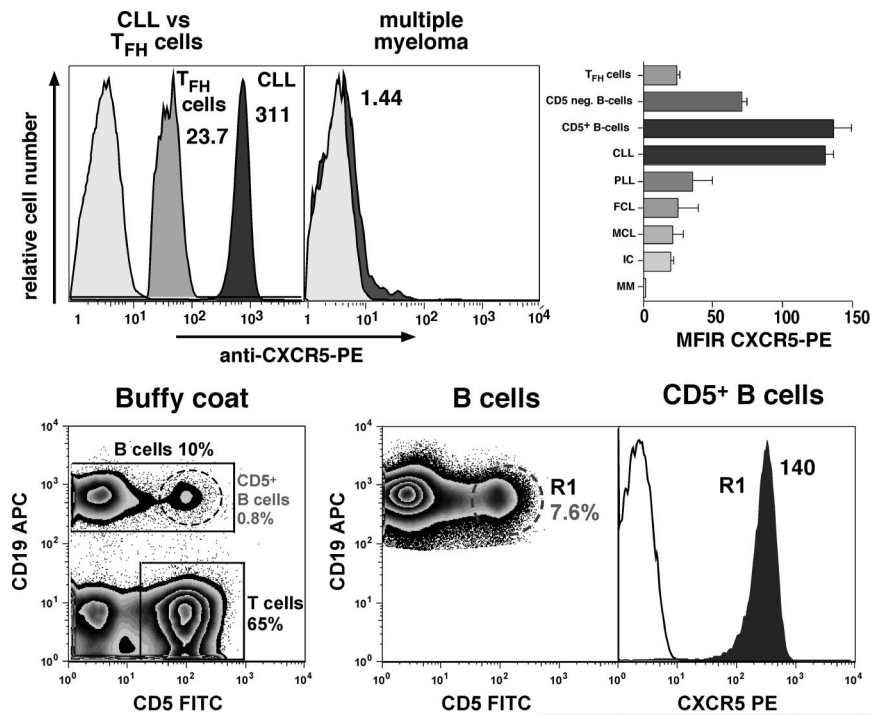 CLL vs
T_FH cells
multiple
myeloma
relative cell number
T_FH
cells
23.7
CLL
311
1.44
1 10¹ 10² 10³ 1 10¹ 10² 10³ 10⁴
anti-CXCR5-PE
T_FH cells
CD5 neg. B-cells
CD5⁺ B-cells
CLL
PLL
FCL
MCL
IC
MM
0 50 100 150
MFIR CXCR5-PE
Buffy coat
CD19 APC
10⁴
10³
10²
10¹
10⁰
B cells 10%
CD5⁺
B cells
0.8%
T cells
65%
10⁰ 10¹ 10² 10³ 10⁴
CD5 FITC
B cells
CD19 APC
10⁴
10³
10²
10¹
10⁰
R1
7.6%
10⁰ 10¹ 10² 10³ 10⁴
CD5 FITC
CD5⁺ B cells
R1
140
10⁰ 10¹ 10² 10³ 10⁴
CXCR5 PE